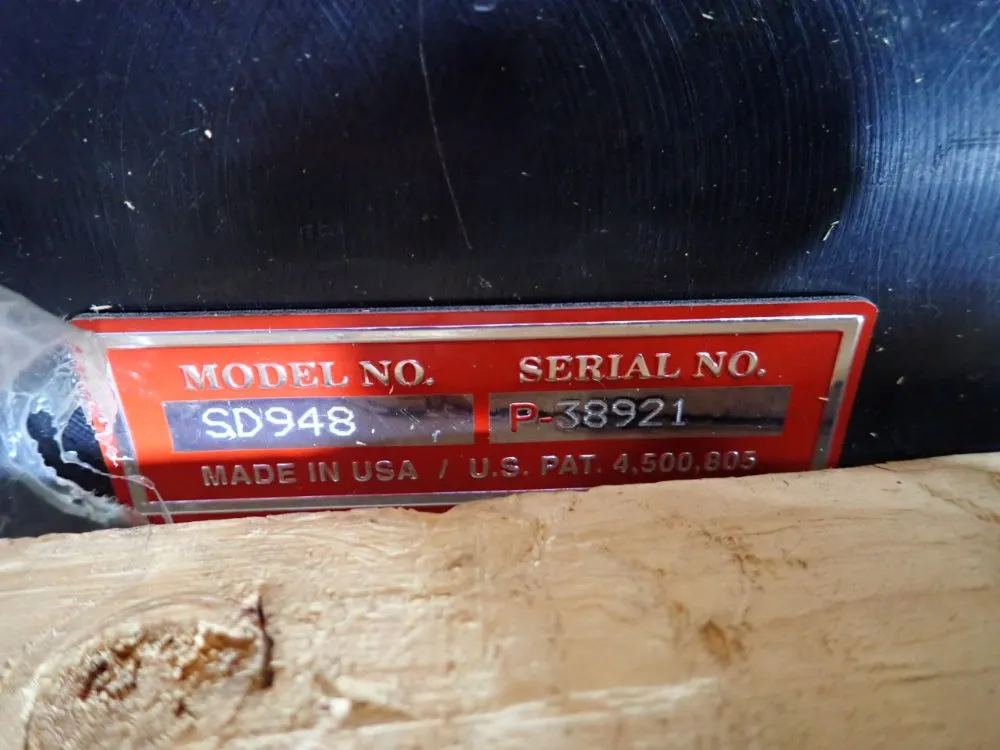 MODEL NO. SERIAL NO.
SD948 P-38921
MADE IN USA / U.S. PAT. 4,500,805